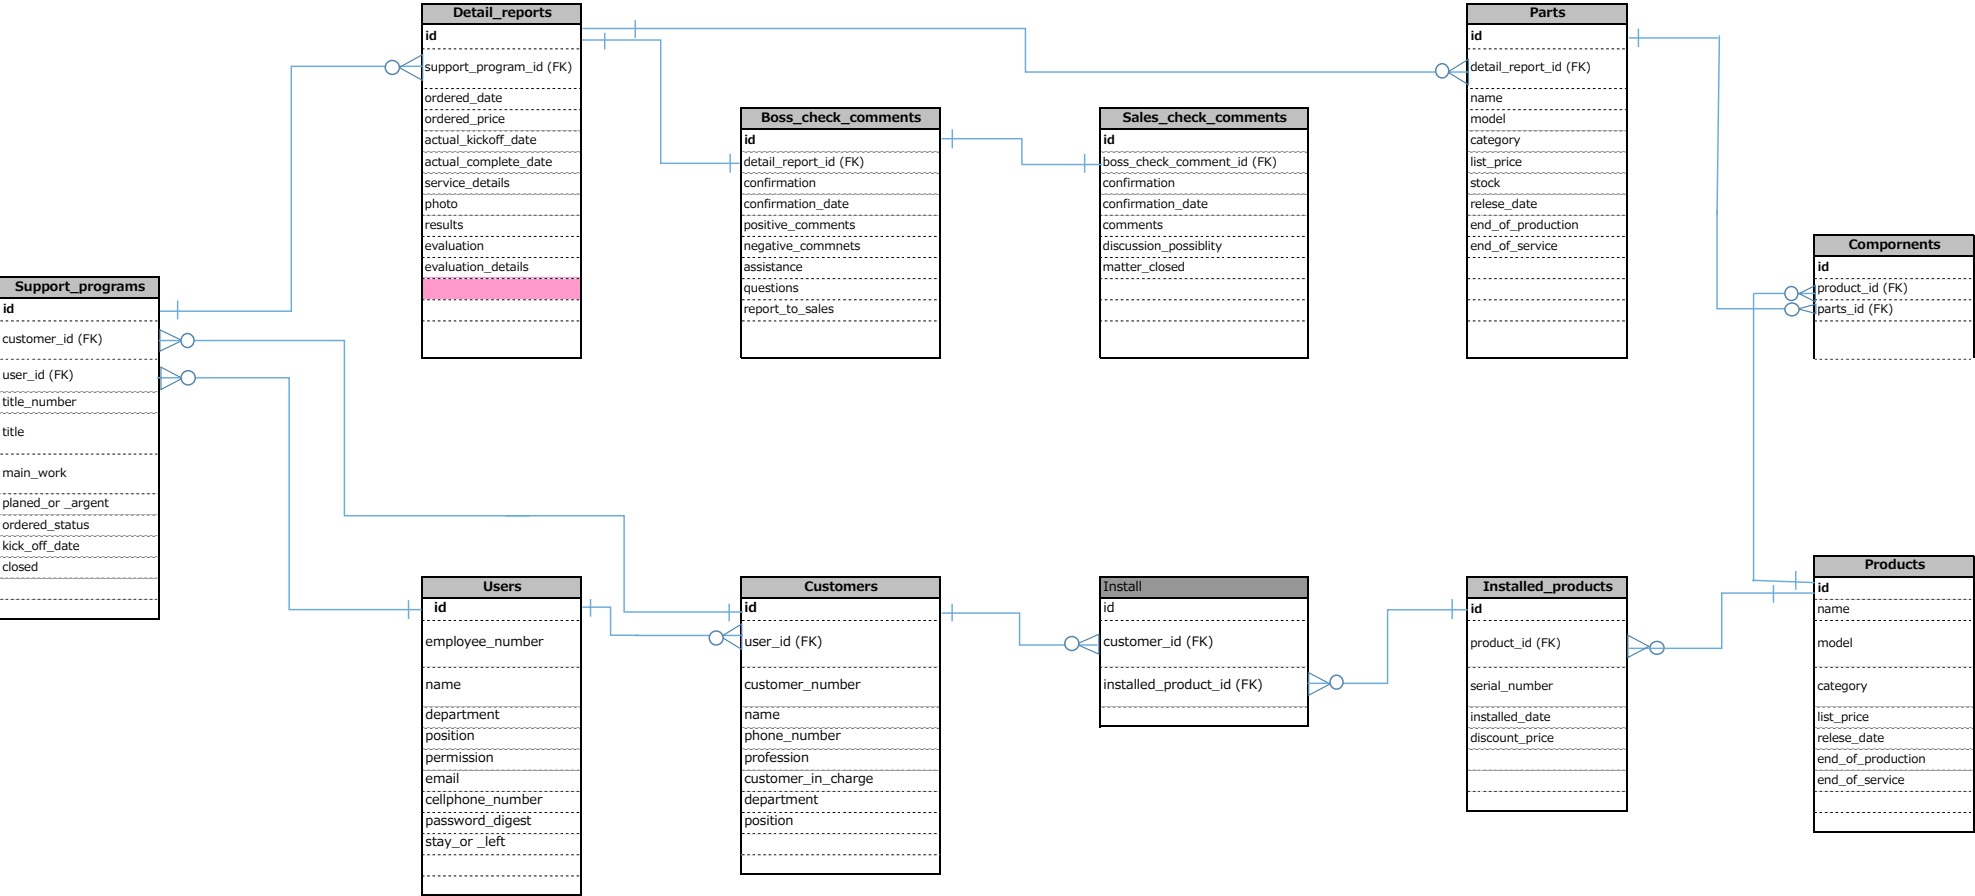 Detail_reports
id
support_program_id (FK)
ordered_date
ordered_price
actual_kickoff_date
actual_complete_date
service_details
photo
results
evaluation
evaluation_details
Boss_check_comments
id
detail_report_id (FK)
confirmation
confirmation_date
positive_comments
negative_commnets
assistance
questions
report_to_sales
Sales_check_comments
id
boss_check_comment_id (FK)
confirmation
confirmation_date
comments
discussion_possiblity
matter_closed
Parts
id
detail_report_id (FK)
name
model
category
list_price
stock
relese_date
end_of_production
end_of_service
Compornents
id
product_id (FK)
parts_id (FK)
Support_programs
id
customer_id (FK)
user_id (FK)
title_number
title
main_work
planed_or _argent
ordered_status
kick_off_date
closed
Users
id
employee_number
name
department
position
permission
email
cellphone_number
password_digest
stay_or _left
Customers
id
user_id (FK)
customer_number
name
phone_number
profession
customer_in_charge
department
position
Install
id
customer_id (FK)
installed_product_id (FK)
Installed_products
id
product_id (FK)
serial_number
installed_date
discount_price
Products
id
name
model
category
list_price
relese_date
end_of_production
end_of_service